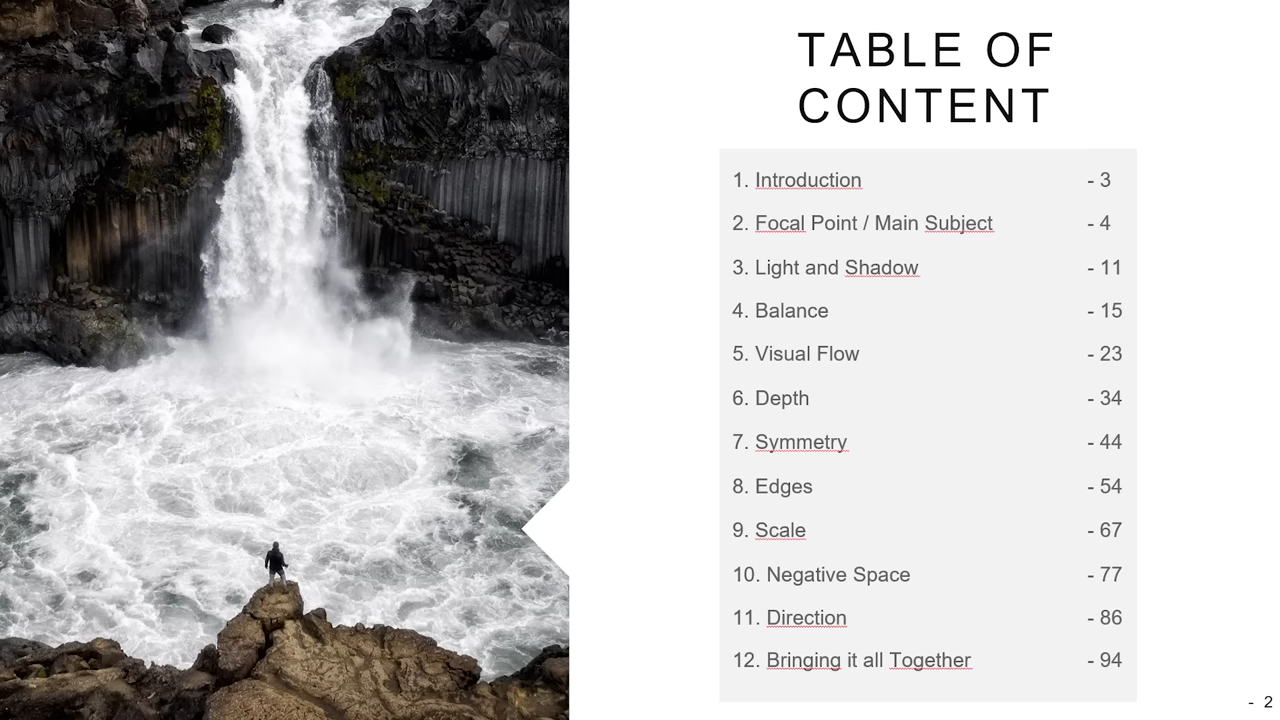 TABLE OF
CONTENT
1. Introduction - 3
2. Focal Point / Main Subject - 4
3. Light and Shadow - 11
4. Balance - 15
5. Visual Flow - 23
6. Depth - 34
7. Symmetry - 44
8. Edges - 54
9. Scale - 67
10. Negative Space - 77
11. Direction - 86
12. Bringing it all Together - 94
- 2